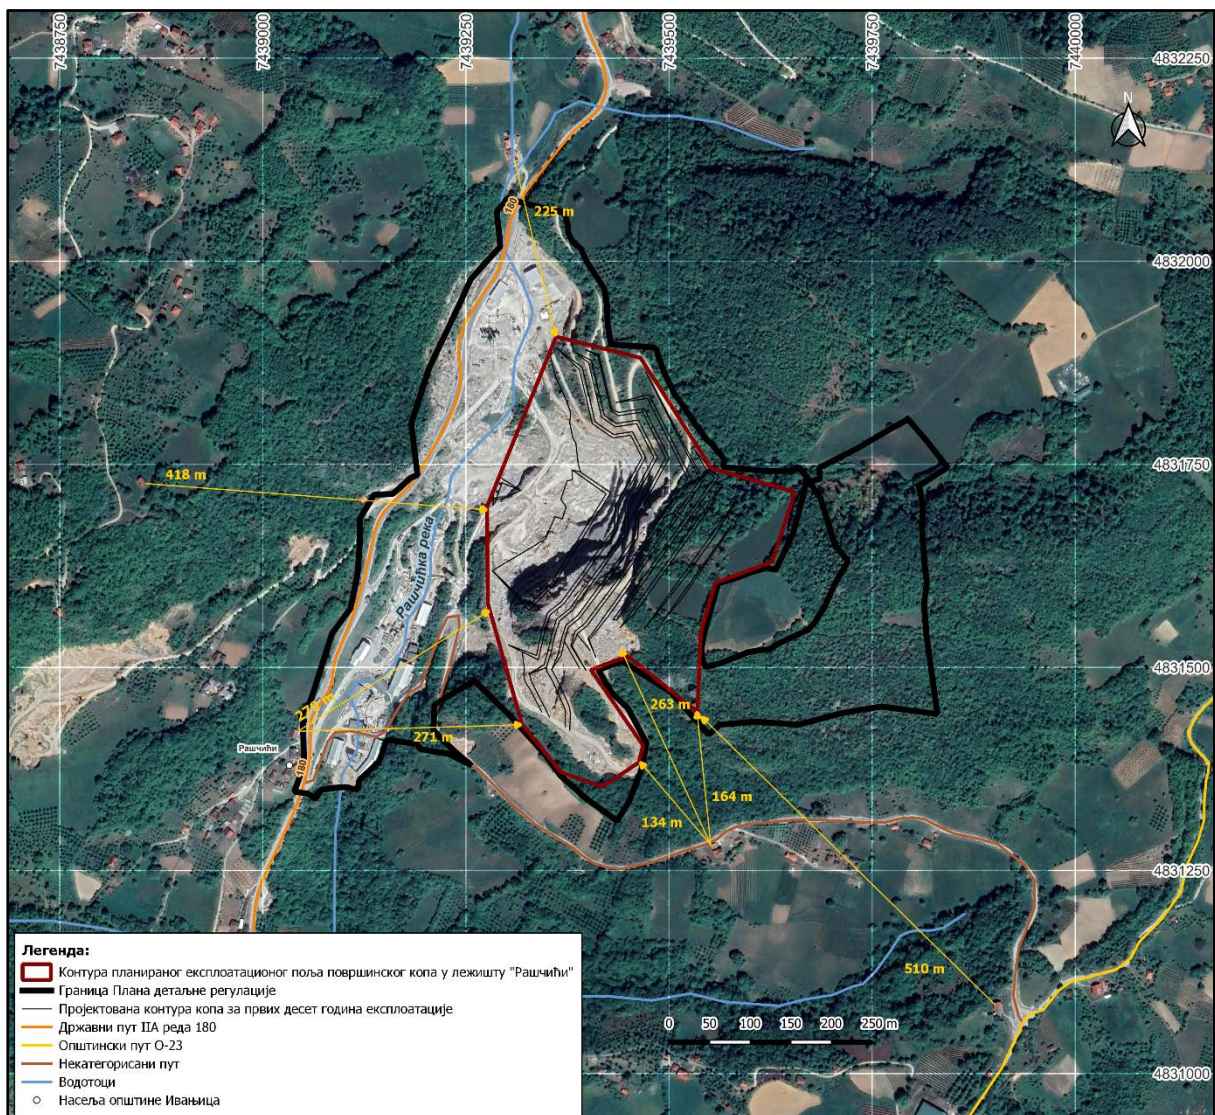 7438750
7439000
7439250
7439500
7439750
7440000
4832250
N
180
225 m
4832000
418 m
4831750
Рашчићка река
4831500
263 m
271 m
Рашчићи
180
164 m
134 m
4831250
510 m
Легенда:
Контура планираног експлоатационог поља површинског копа у лежишту "Рашчићи"
Граница Плана детаљне регулације
Пројектована контура копа за првих десет година експлоатације
Државни пут IIА реда 180
Општински пут О-23
Некатегорисани пут
Водотоци
Насеља општине Ивањица
0 50 100 150 200 250 m
4831000